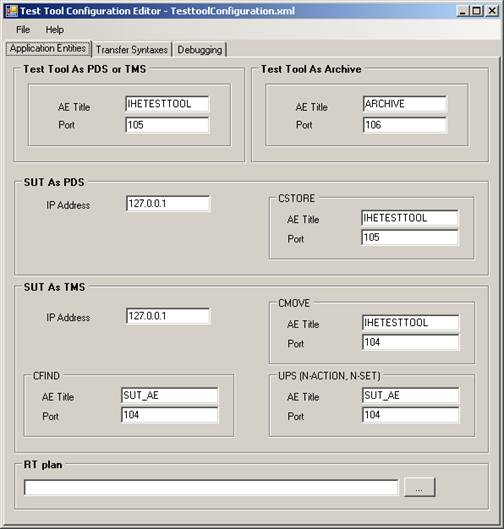 Test Tool Configuration Editor - TesttoolConfiguration.xml
File Help
Application Entities Transfer Syntaxes Debugging
Test Tool As PDS or TMS
AE Title IHETESTTOOL
Port 105
Test Tool As Archive
AE Title ARCHIVE
Port 106
SUT As PDS
IP Address 127.0.0.1
CSTORE
AE Title IHETESTTOOL
Port 105
SUT As TMS
IP Address 127.0.0.1
CMOVE
AE Title IHETESTTOOL
Port 104
CFIND
AE Title SUT_AE
Port 104
UPS (N-ACTION, N-SET)
AE Title SUT_AE
Port 104
RT plan
...